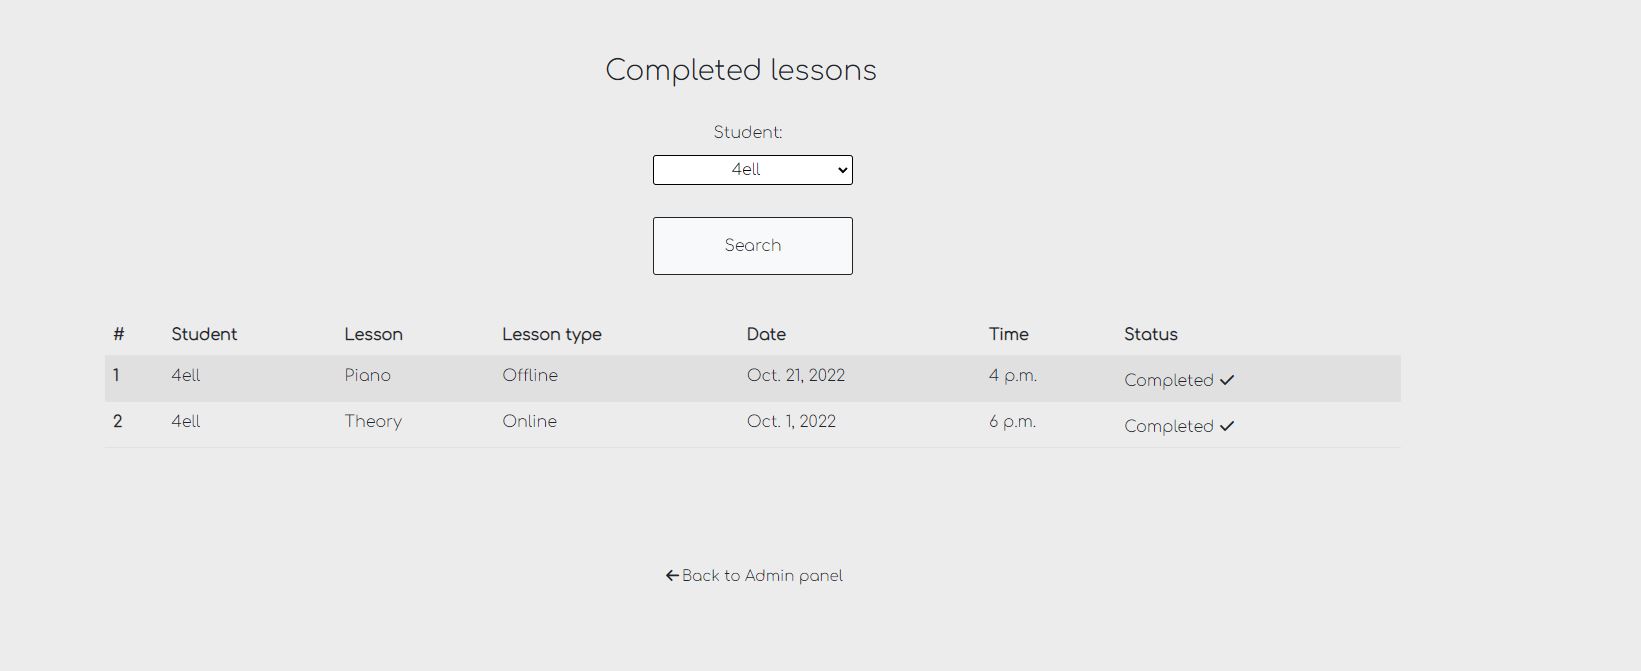 Completed lessons
Student:
4ell
Search
# Student Lesson Lesson type Date Time Status
1 4ell Piano Offline Oct. 21, 2022 4 p.m. Completed ✓
2 4ell Theory Online Oct. 1, 2022 6 p.m. Completed ✓
← Back to Admin panel